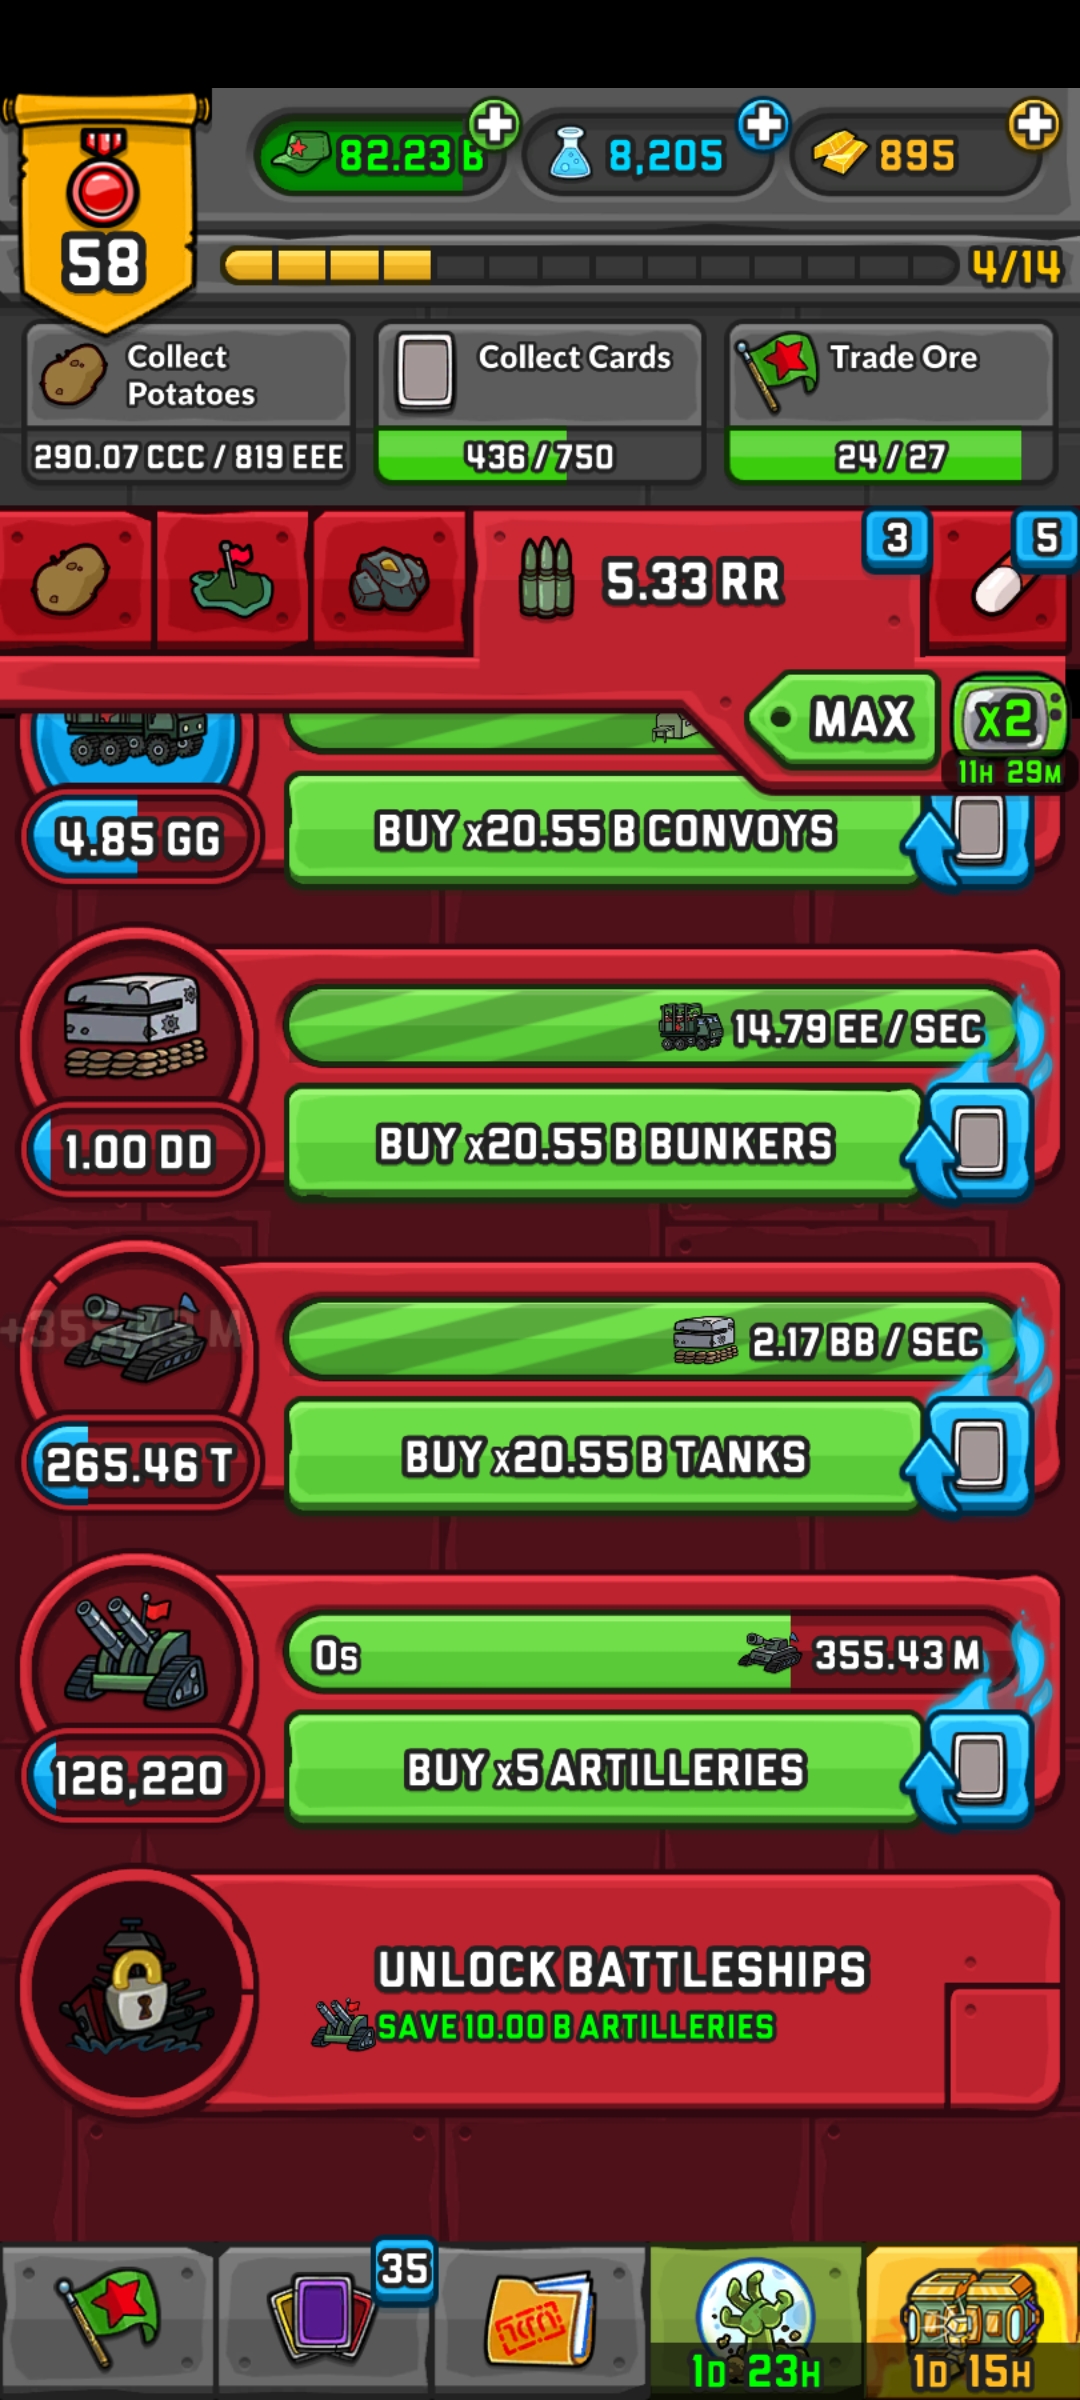 82.23 B
8,205
895
58
4/14
Collect Potatoes
290.07 CCC / 819 EEE
Collect Cards
436 / 750
Trade Ore
24 / 27
5.33 RR
3
5
MAX
x2
11H 29M
4.85 GG
BUY x20.55 B CONVOYS
14.79 EE / SEC
1.00 DD
BUY x20.55 B BUNKERS
+355.43 M
2.17 BB / SEC
265.46 T
BUY x20.55 B TANKS
0s
355.43 M
126,220
BUY x5 ARTILLERIES
UNLOCK BATTLESHIPS
SAVE 10.00 B ARTILLERIES
35
1D 23H
1D 15H